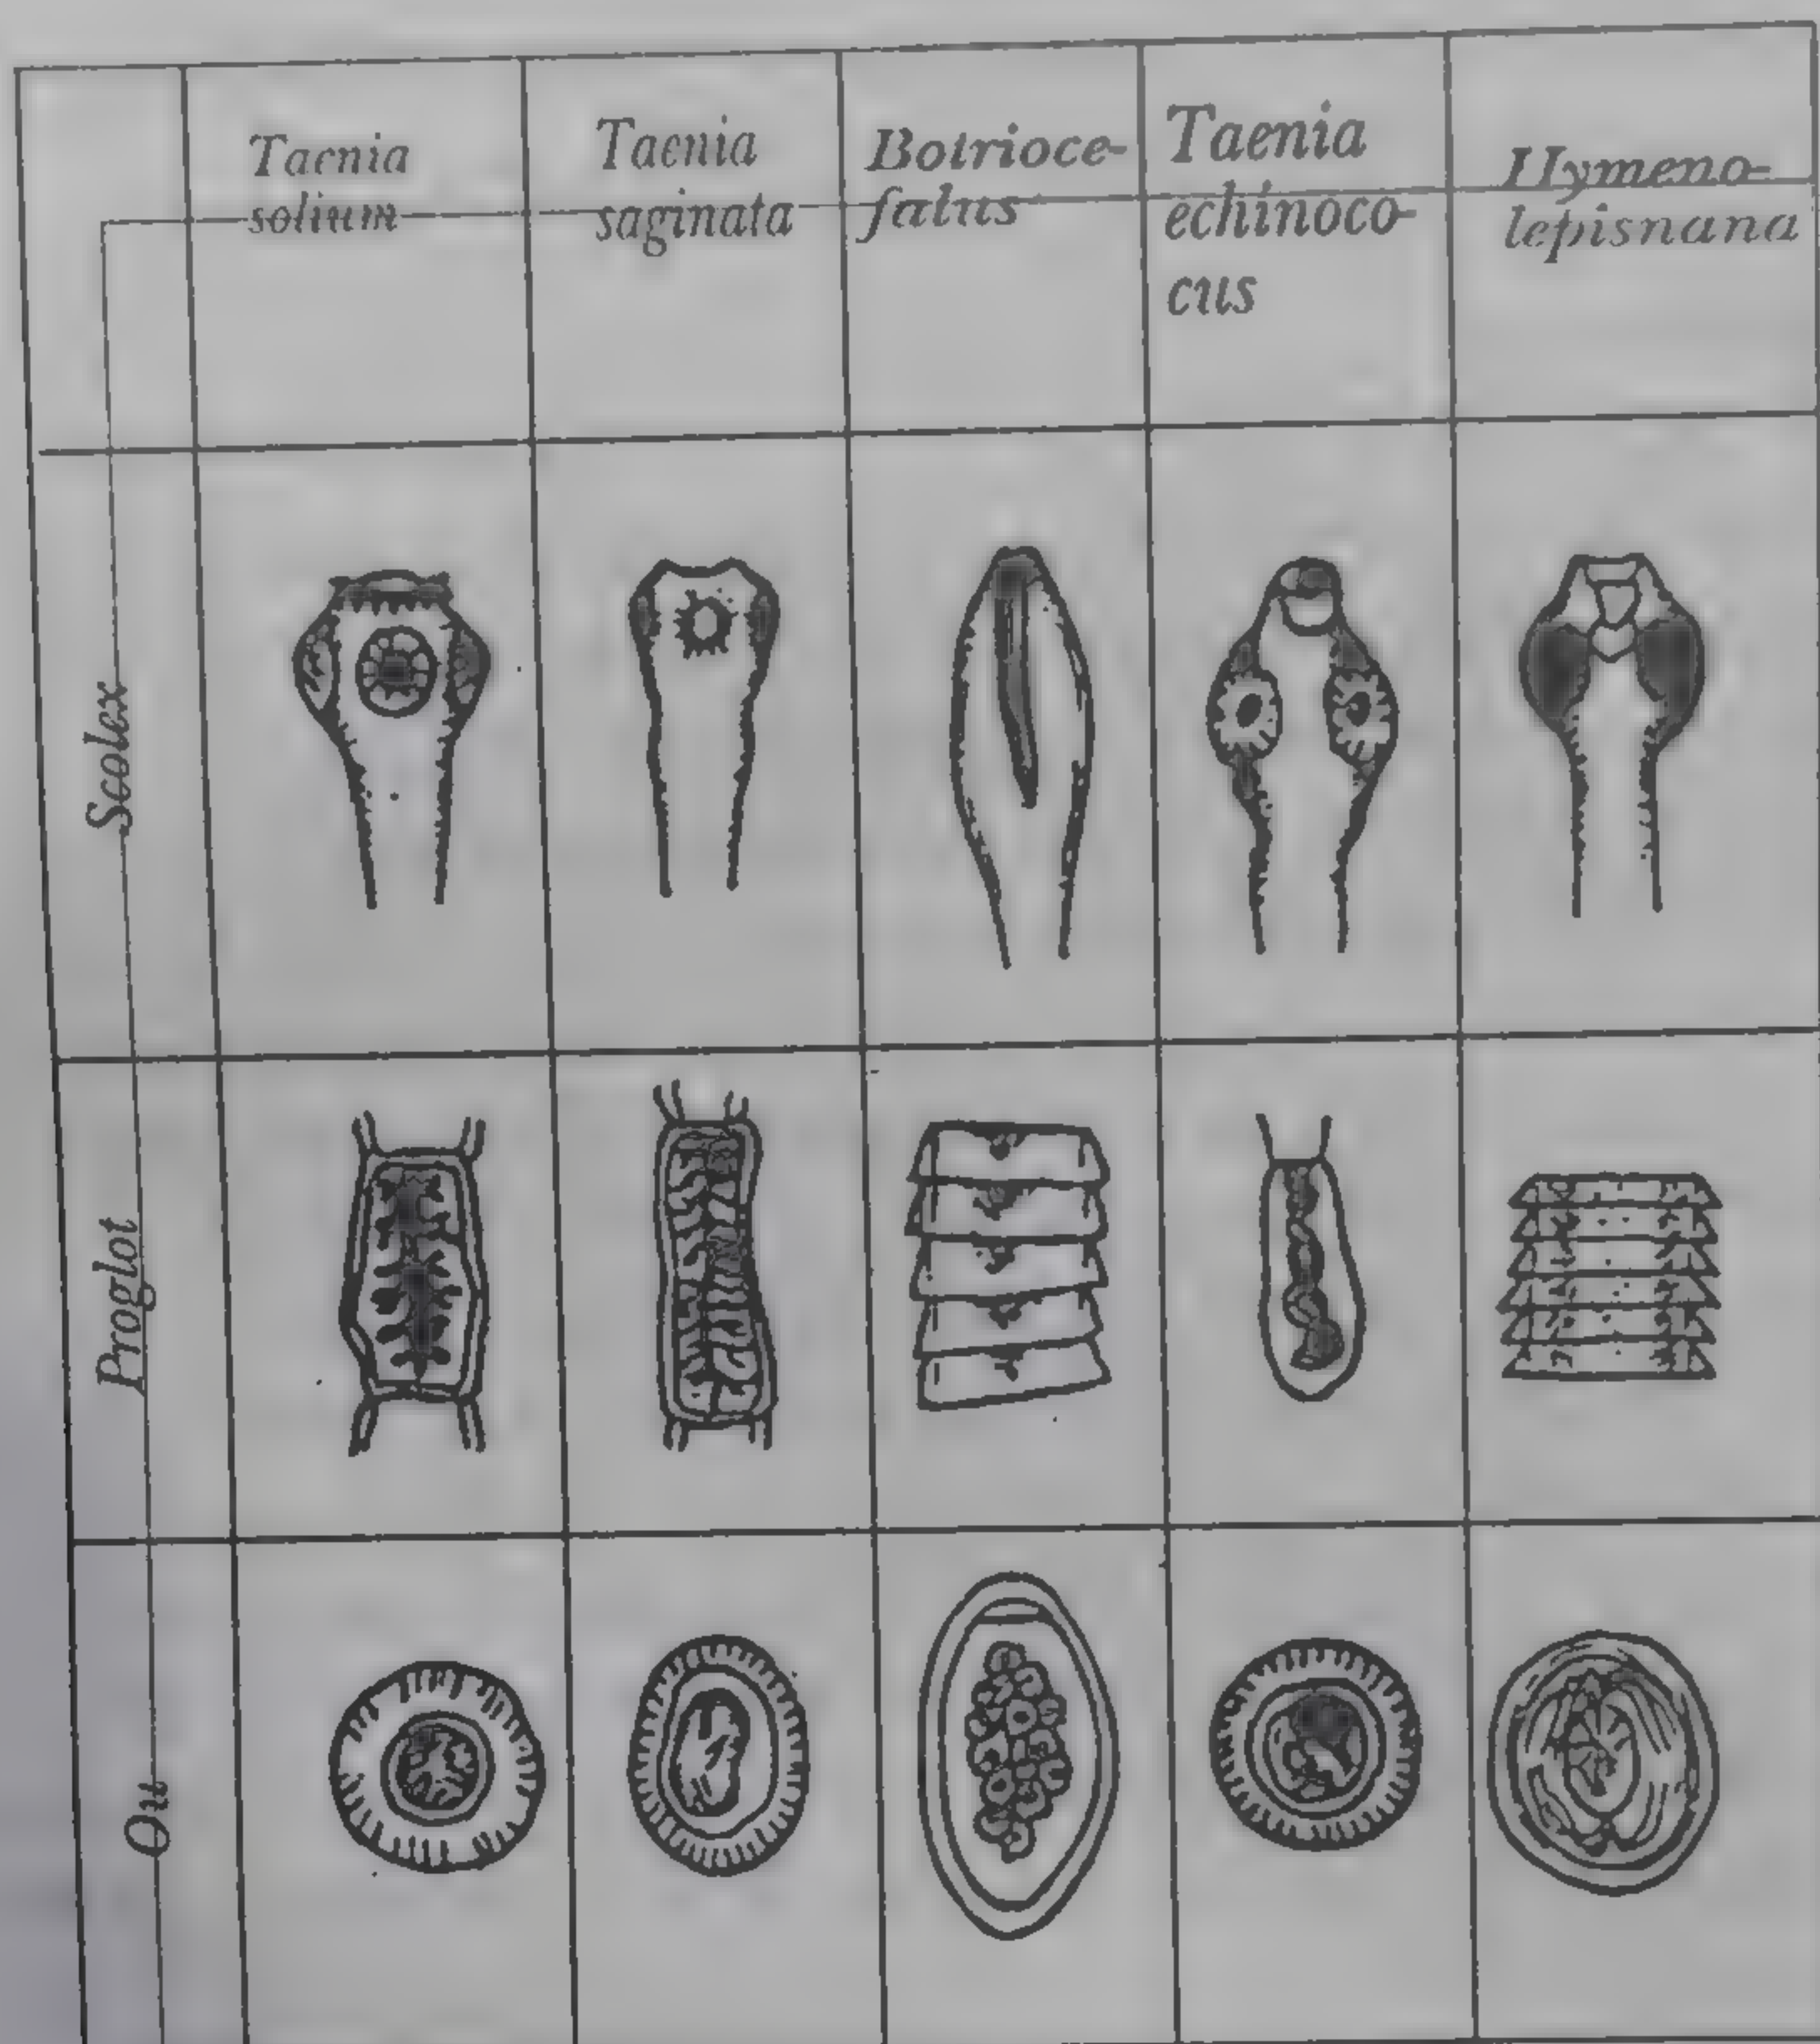 Taenia
solium
Taenia
saginata
Botrioce-
falus
Taenia
echinoco-
cus
Hymeno-
lepisnana
Scolex
Proglot
Ou